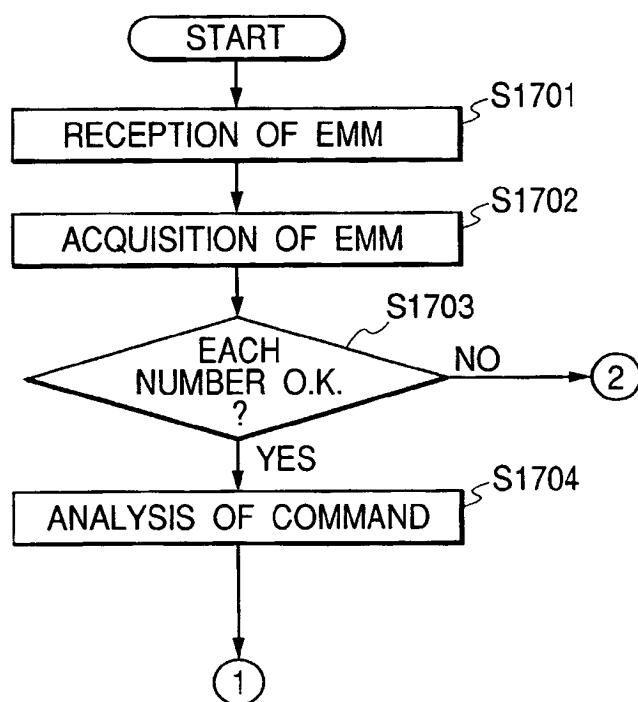 START
S1701
RECEPTION OF EMM
S1702
ACQUISITION OF EMM
S1703
EACH
NUMBER O.K.
?
NO
2
YES
S1704
ANALYSIS OF COMMAND
1